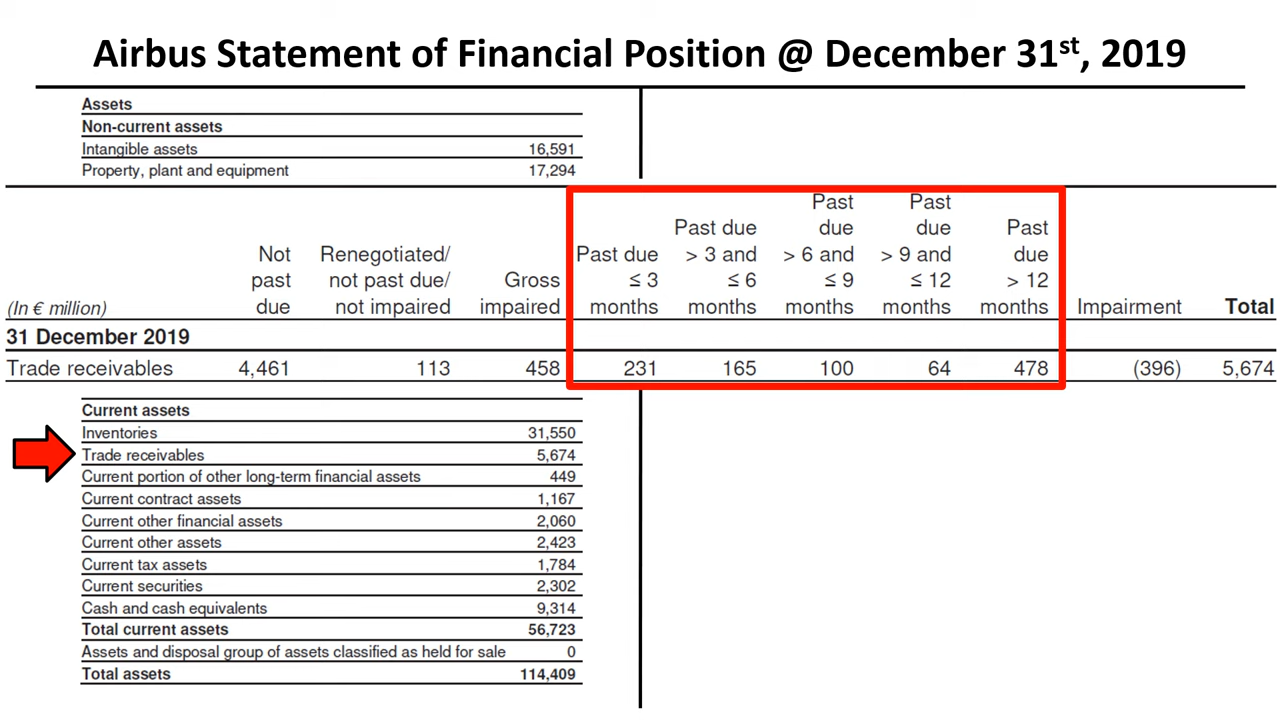 Airbus Statement of Financial Position @ December 31st, 2019
Assets
Non-current assets
Intangible assets 16,591
Property, plant and equipment 17,294
(In € million) Not past due Renegotiated/ not past due/ not impaired Gross impaired Past due ≤ 3 months Past due > 3 and ≤ 6 months Past due > 6 and ≤ 9 months Past due > 9 and ≤ 12 months Past due > 12 months Impairment Total
31 December 2019
Trade receivables 4,461 113 458 231 165 100 64 478 (396) 5,674
Current assets
Inventories 31,550
Trade receivables 5,674
Current portion of other long-term financial assets 449
Current contract assets 1,167
Current other financial assets 2,060
Current other assets 2,423
Current tax assets 1,784
Current securities 2,302
Cash and cash equivalents 9,314
Total current assets 56,723
Assets and disposal group of assets classified as held for sale 0
Total assets 114,409